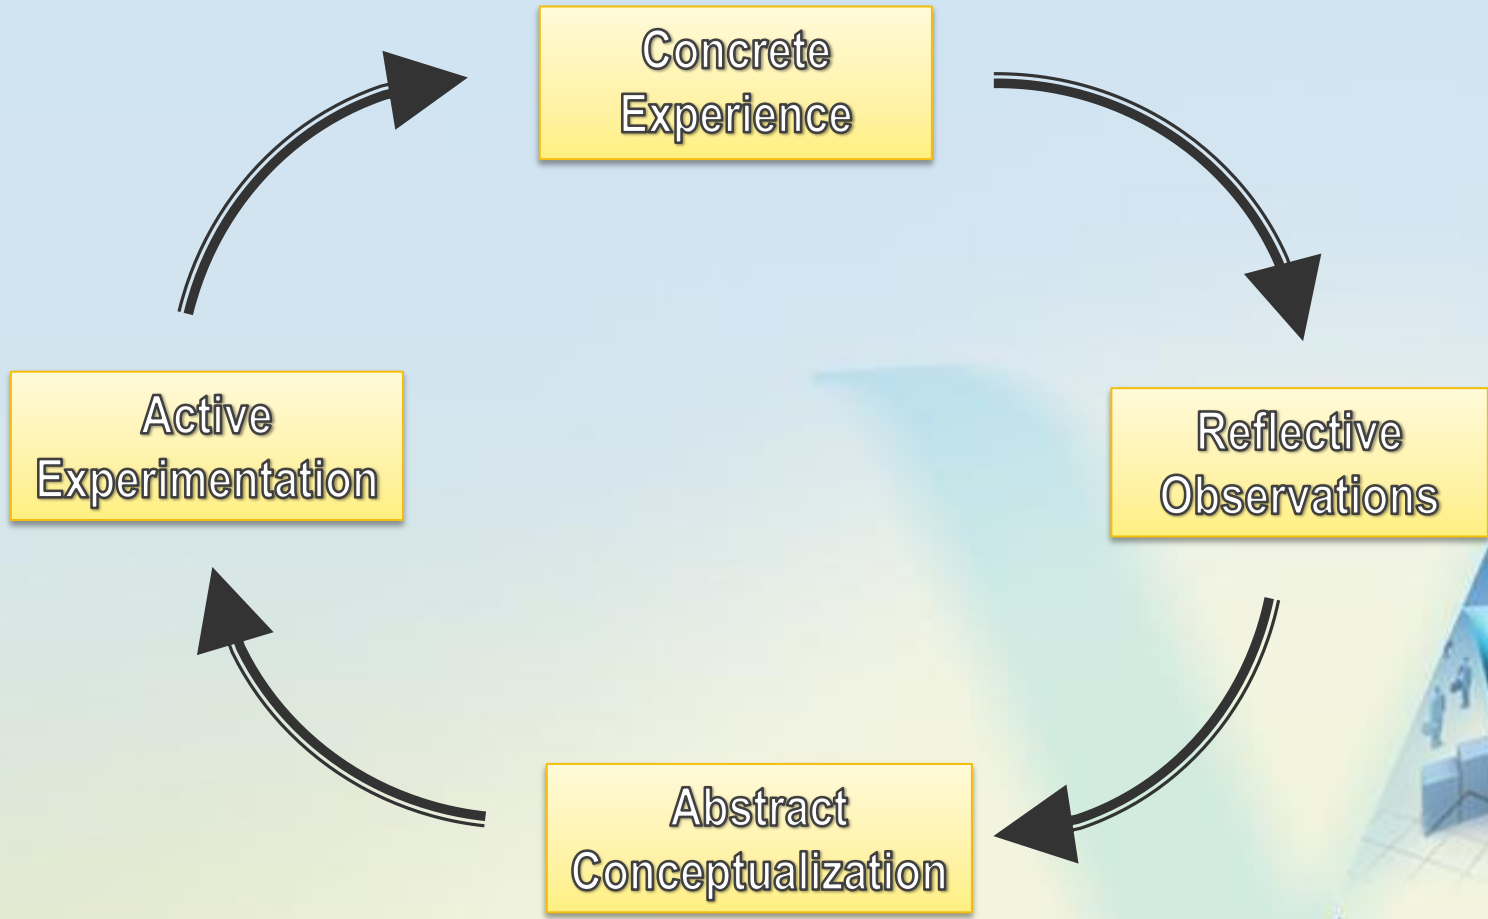 Concrete
Experience
Active
Experimentation
Reflective
Observations
Abstract
Conceptualization